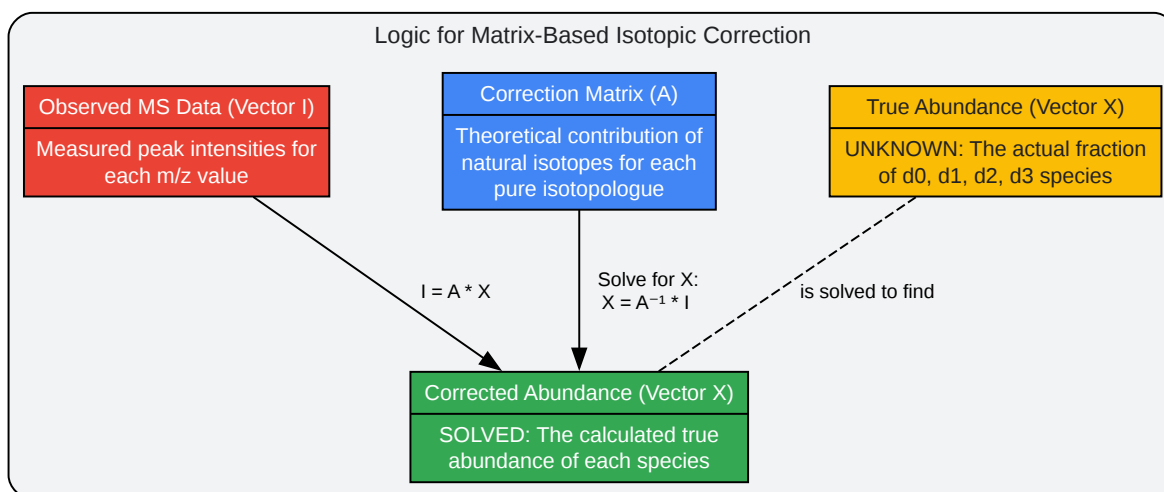 Logic for Matrix-Based Isotopic Correction
Observed MS Data (Vector I)
Measured peak intensities for
each m/z value
Correction Matrix (A)
Theoretical contribution of
natural isotopes for each
pure isotopologue
True Abundance (Vector X)
UNKNOWN: The actual fraction
of d0, d1, d2, d3 species
I = A * X
Solve for X:
X = A⁻¹ * I
is solved to find
Corrected Abundance (Vector X)
SOLVED: The calculated true
abundance of each species